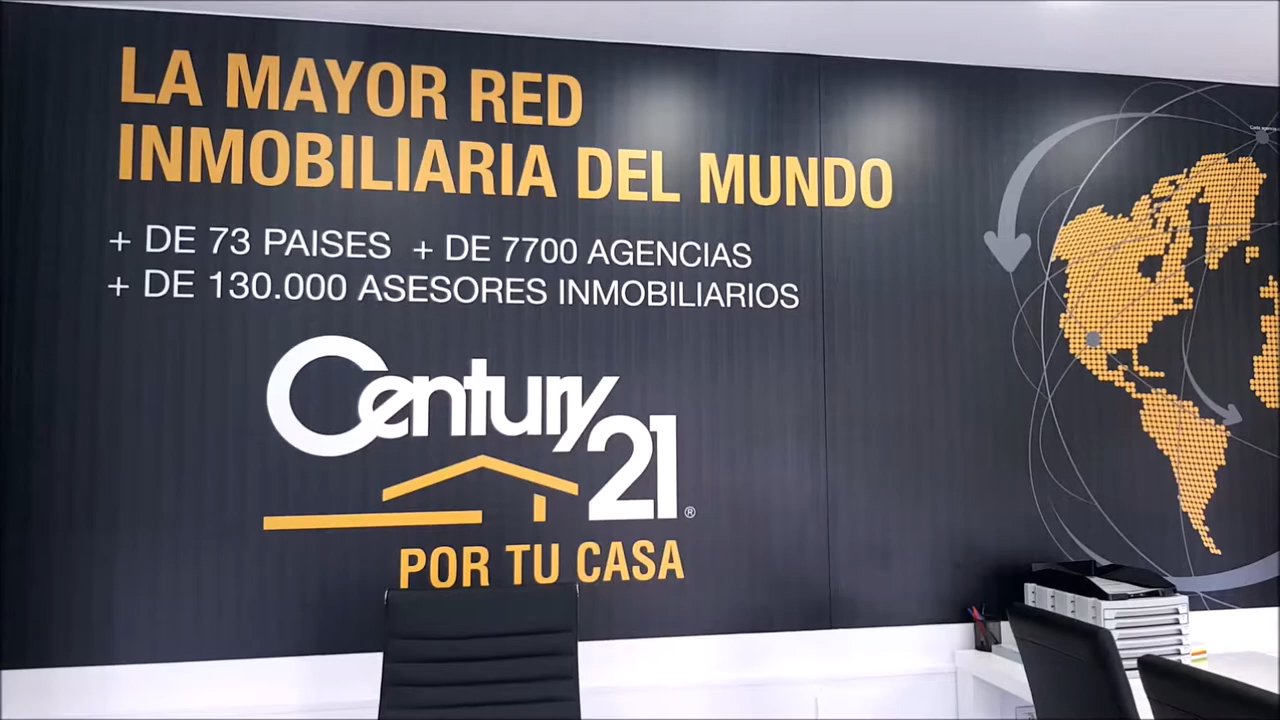 LA MAYOR RED
INMOBILIARIA DEL MUNDO
+ DE 73 PAISES + DE 7700 AGENCIAS
+ DE 130.000 ASESORES INMOBILIARIOS
Century
21®
POR TU CASA